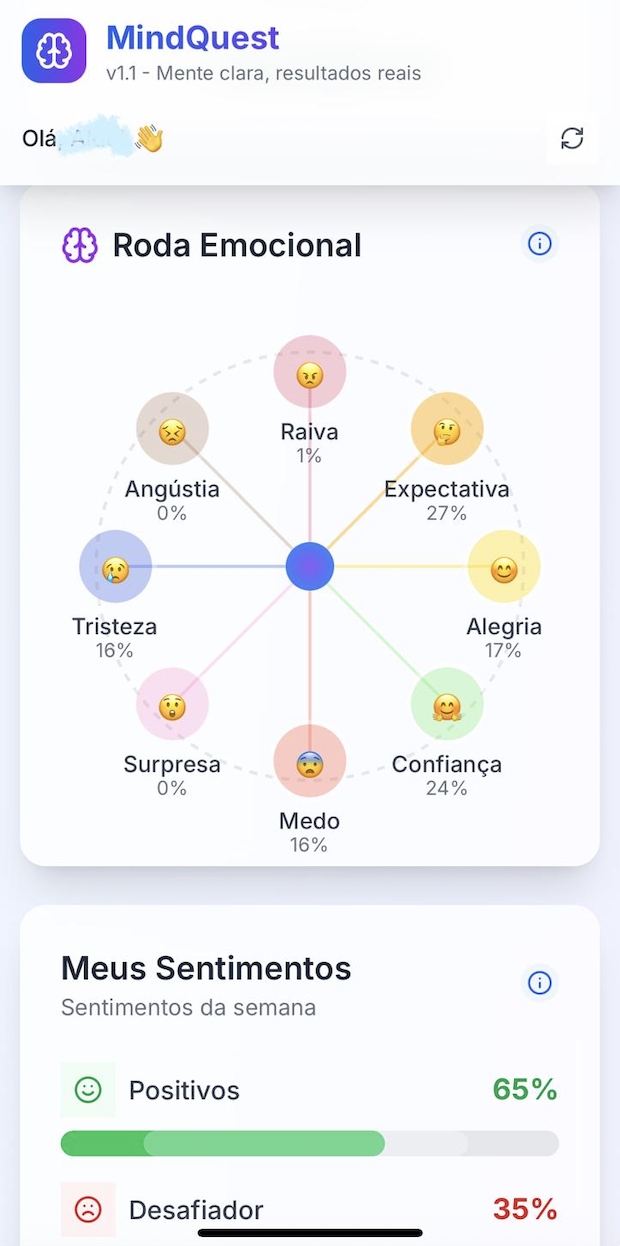 MindQuest
v1.1 - Mente clara, resultados reais
Olá
Roda Emocional
Raiva
1%
Angústia
0%
Expectativa
27%
Tristeza
16%
Alegria
17%
Surpresa
0%
Confiança
24%
Medo
16%
Meus Sentimentos
Sentimentos da semana
Positivos
65%
Desafiador
35%